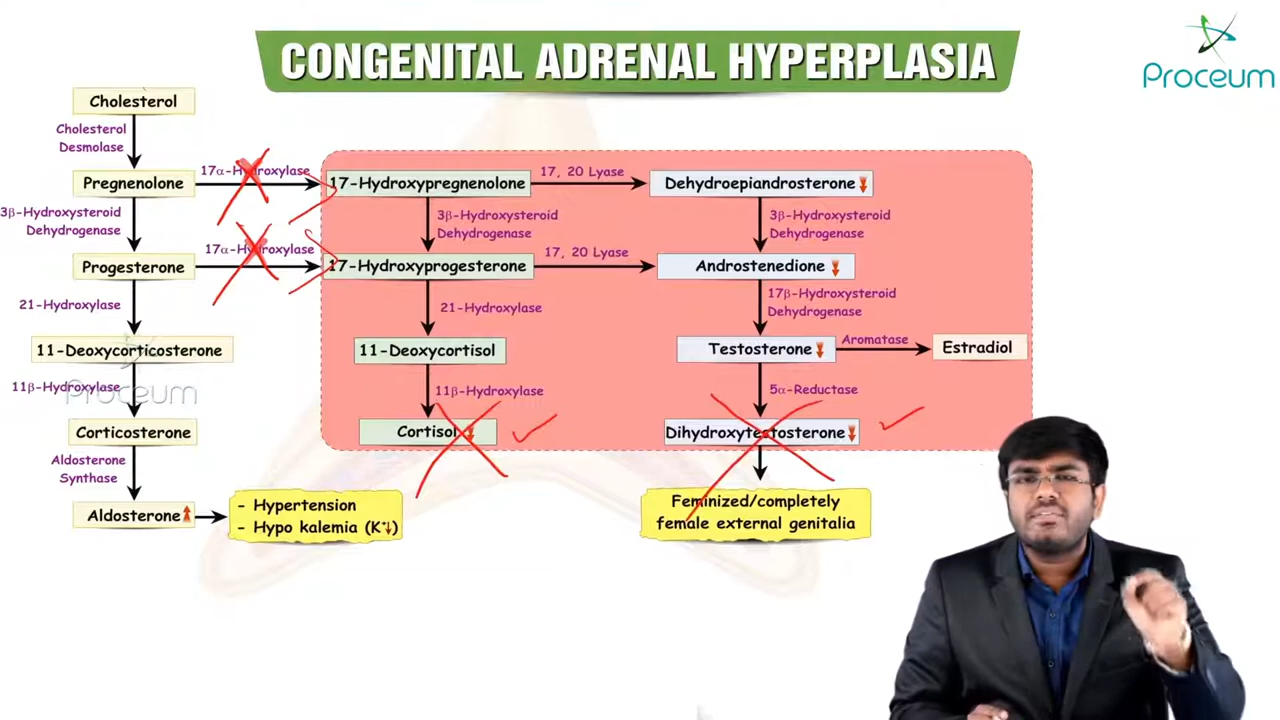 CONGENITAL ADRENAL HYPERPLASIA
Proceum
Cholesterol
Cholesterol
Desmolase
Pregnenolone
17α-Hydroxylase
17-Hydroxypregnenolone
17, 20 Lyase
Dehydroepiandrosterone
3β-Hydroxysteroid
Dehydrogenase
3β-Hydroxysteroid
Dehydrogenase
3β-Hydroxysteroid
Dehydrogenase
Progesterone
17α-Hydroxylase
17-Hydroxyprogesterone
17, 20 Lyase
Androstenedione
21-Hydroxylase
21-Hydroxylase
17β-Hydroxysteroid
Dehydrogenase
11-Deoxycorticosterone
11-Deoxycortisol
Testosterone
Aromatase
Estradiol
11β-Hydroxylase
Proceum
11β-Hydroxylase
5α-Reductase
Corticosterone
Cortisol
Dihydroxytestosterone
Aldosterone
Synthase
Aldosterone
- Hypertension
- Hypo kalemia (K⁺↓)
Feminized/completely
female external genitalia